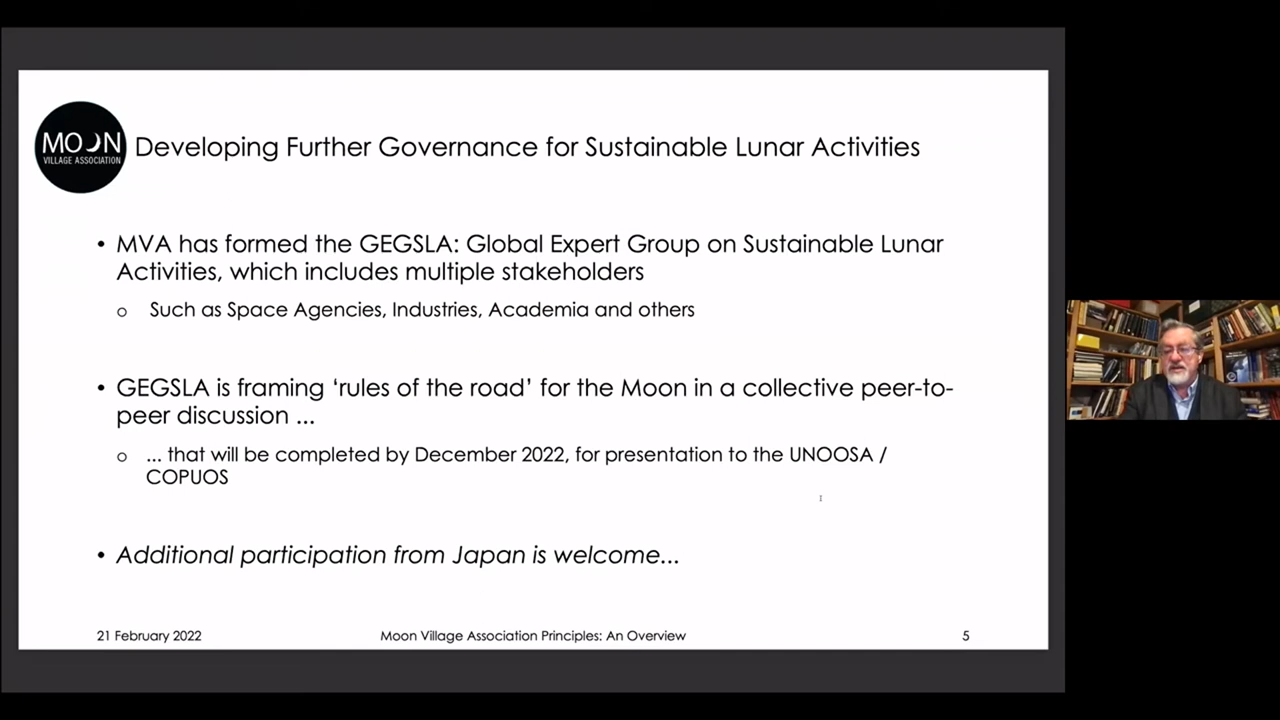 MOON
VILLAGE ASSOCIATION
Developing Further Governance for Sustainable Lunar Activities
• MVA has formed the GEGSLA: Global Expert Group on Sustainable Lunar
Activities, which includes multiple stakeholders
o Such as Space Agencies, Industries, Academia and others
• GEGSLA is framing ‘rules of the road’ for the Moon in a collective peer-to-
peer discussion ...
o ... that will be completed by December 2022, for presentation to the UNOOSA /
COPUOS
• Additional participation from Japan is welcome...
21 February 2022
Moon Village Association Principles: An Overview
5